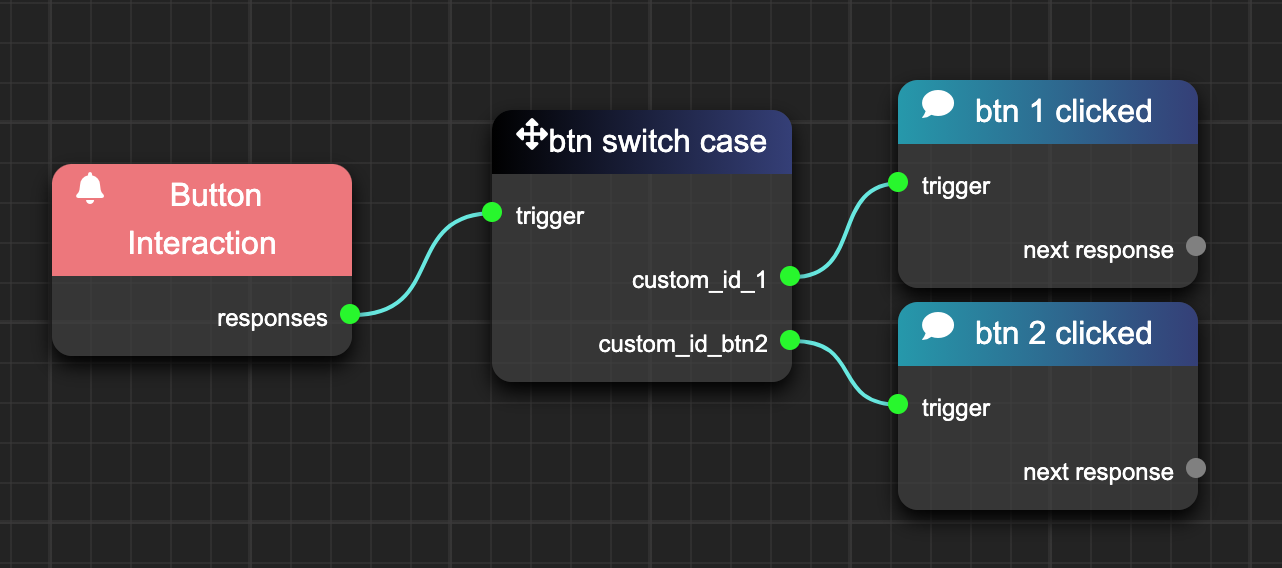 Button
Interaction
responses
btn switch case
trigger
custom_id_1
custom_id_btn2
btn 1 clicked
trigger
next response
btn 2 clicked
trigger
next response